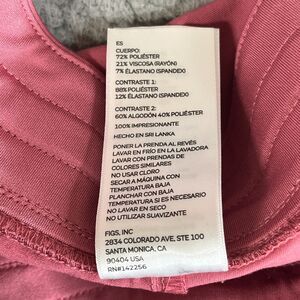 ES
CUERPO:
72% POLIÉSTER
21% VISCOSA (RAYÓN)
7% ELASTANO (SPANDEX)
CONTRASTE 1:
88% POLIÉSTER
12% ELASTANO (SPANDEX)
CONTRASTE 2:
60% ALGODÓN 40% POLIÉSTER
100% IMPRESIONANTE
HECHO EN SRI LANKA
PONER LA PRENDA AL REVÉS
LAVAR EN FRÍO EN LA LAVADORA
LAVAR CON PRENDAS DE
COLORES SIMILARES
NO USAR CLORO
SECAR A MÁQUINA CON
TEMPERATURA BAJA
PLANCHAR CON BAJA
TEMPERATURA SI ES NECESARIO
NO LAVAR EN SECO
NO UTILIZAR SUAVIZANTE
FIGS, INC
2834 COLORADO AVE, STE 100
SANTA MONICA, CA
90404 USA
RN#142256